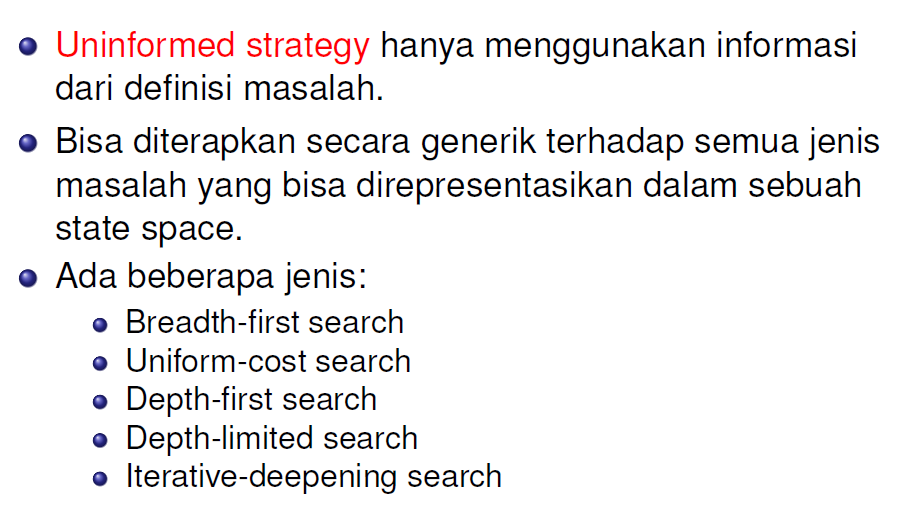 Uninformed strategy hanya menggunakan informasi
dari definisi masalah.
Bisa diterapkan secara generik terhadap semua jenis
masalah yang bisa direpresentasikan dalam sebuah
state space.
Ada beberapa jenis:
Breadth-first search
Uniform-cost search
Depth-first search
Depth-limited search
Iterative-deepening search